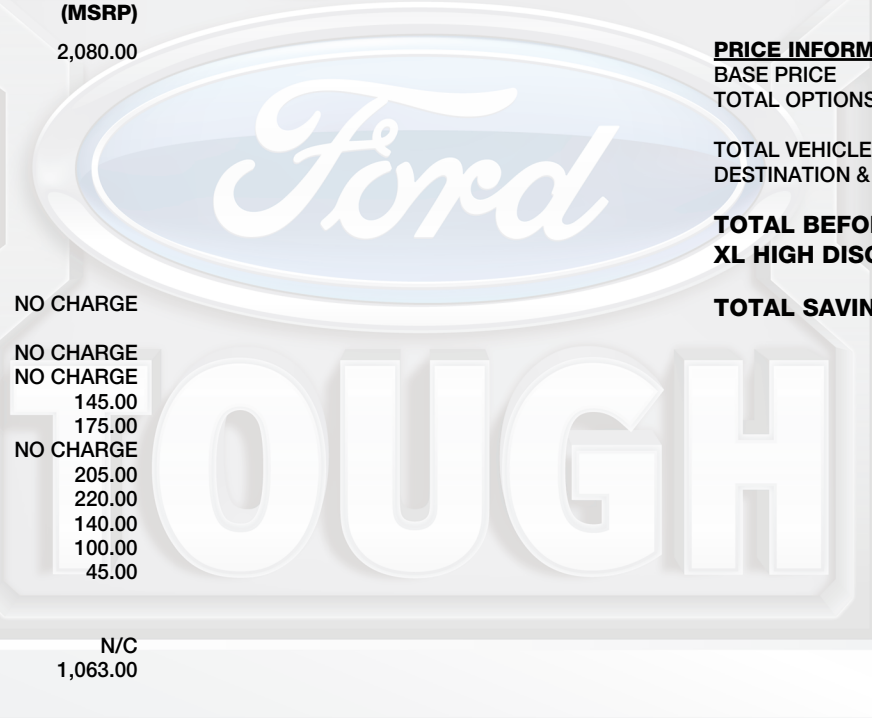 (MSRP)
2,080.00
NO CHARGE
NO CHARGE
NO CHARGE
145.00
175.00
NO CHARGE
205.00
220.00
140.00
100.00
45.00
N/C
1,063.00
PRICE INFORM
BASE PRICE
TOTAL OPTIONS
TOTAL VEHICLE
DESTINATION &
TOTAL BEFO
XL HIGH DISC
TOTAL SAVIN
Ford
TOUGH